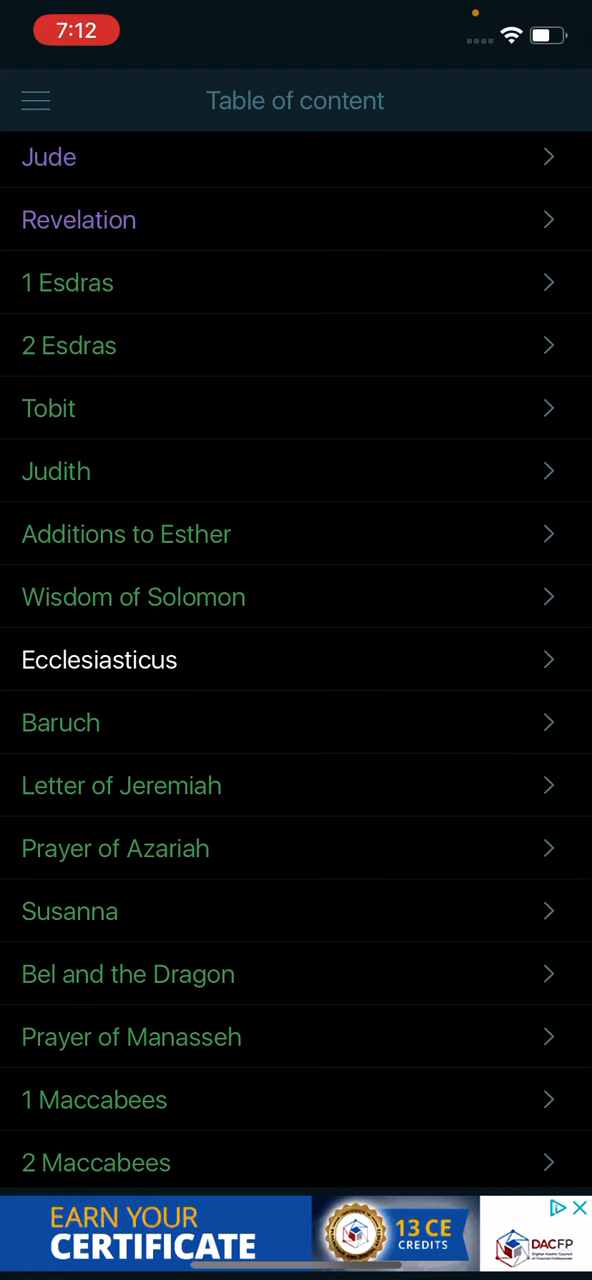 7:12
Table of content
Jude
Revelation
1 Esdras
2 Esdras
Tobit
Judith
Additions to Esther
Wisdom of Solomon
Ecclesiasticus
Baruch
Letter of Jeremiah
Prayer of Azariah
Susanna
Bel and the Dragon
Prayer of Manasseh
1 Maccabees
2 Maccabees
EARN YOUR
CERTIFICATE
13 CE
CREDITS
DACFP